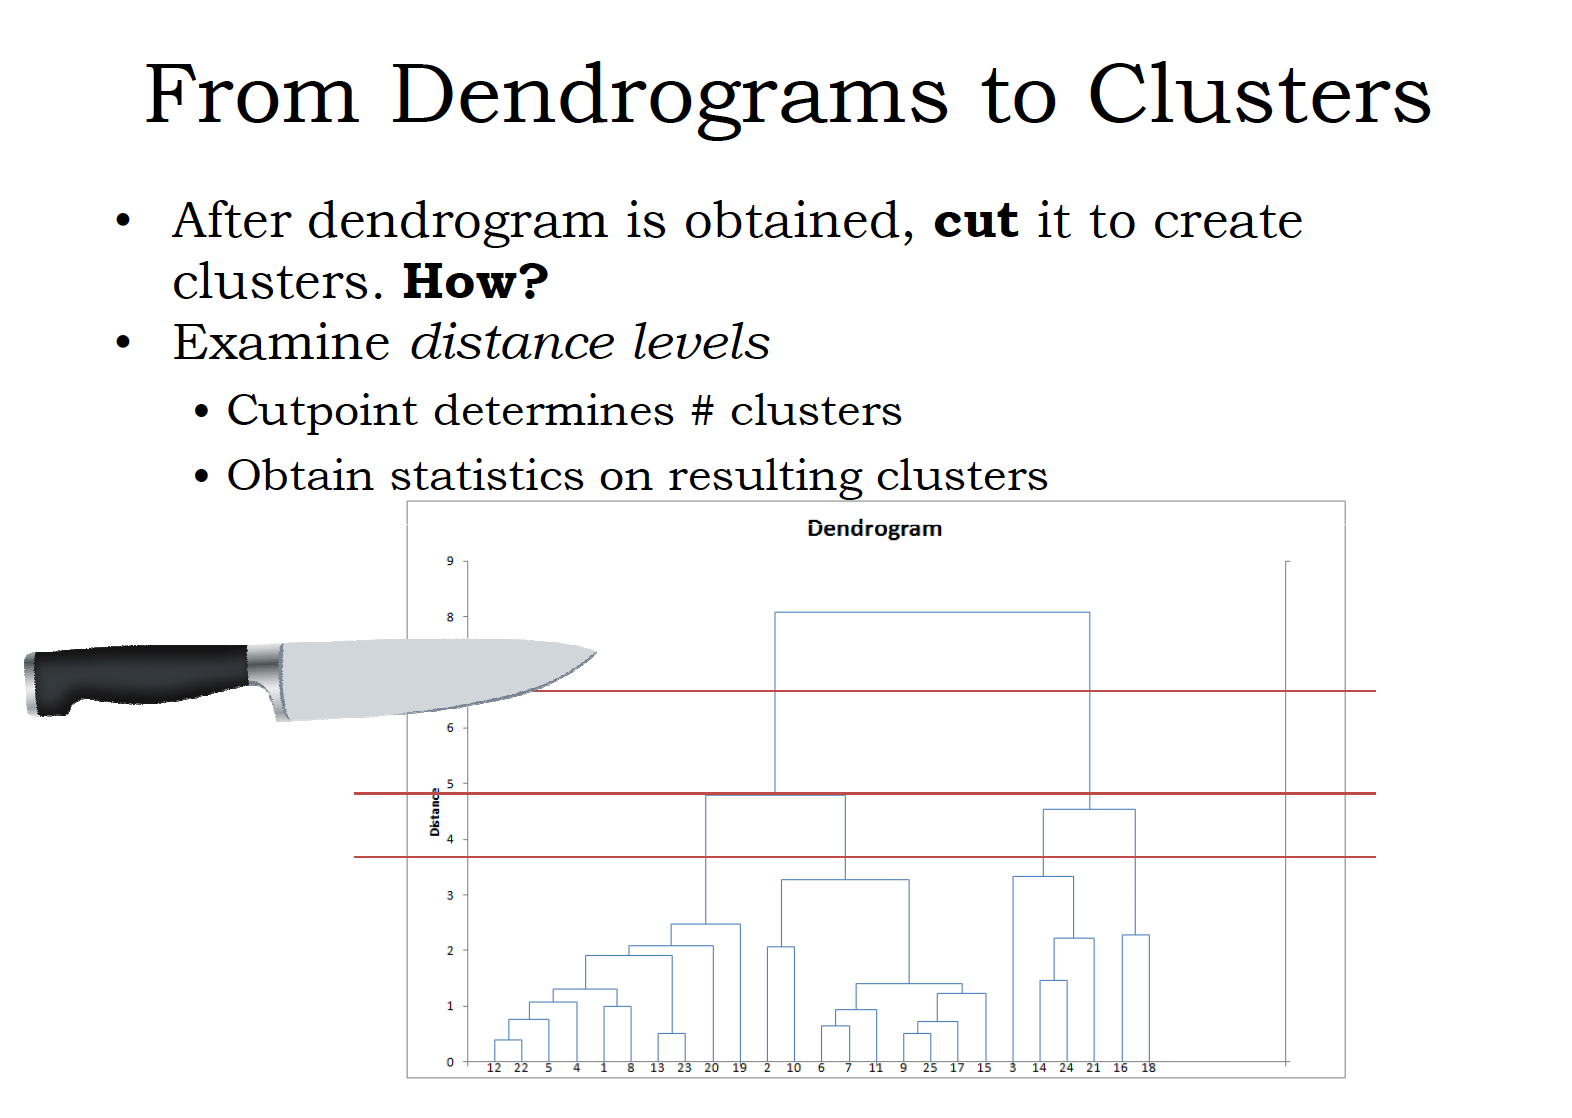 From Dendrograms to Clusters
• After dendrogram is obtained, cut it to create
clusters. How?
• Examine distance levels
• Cutpoint determines # clusters
• Obtain statistics on resulting clusters
Dendrogram
9
8
6
5
4
3
2
1
0
Distance
12 22 5 4 1 8 13 23 20 19 2 10 6 7 11 9 25 17 15 3 14 24 21 16 18